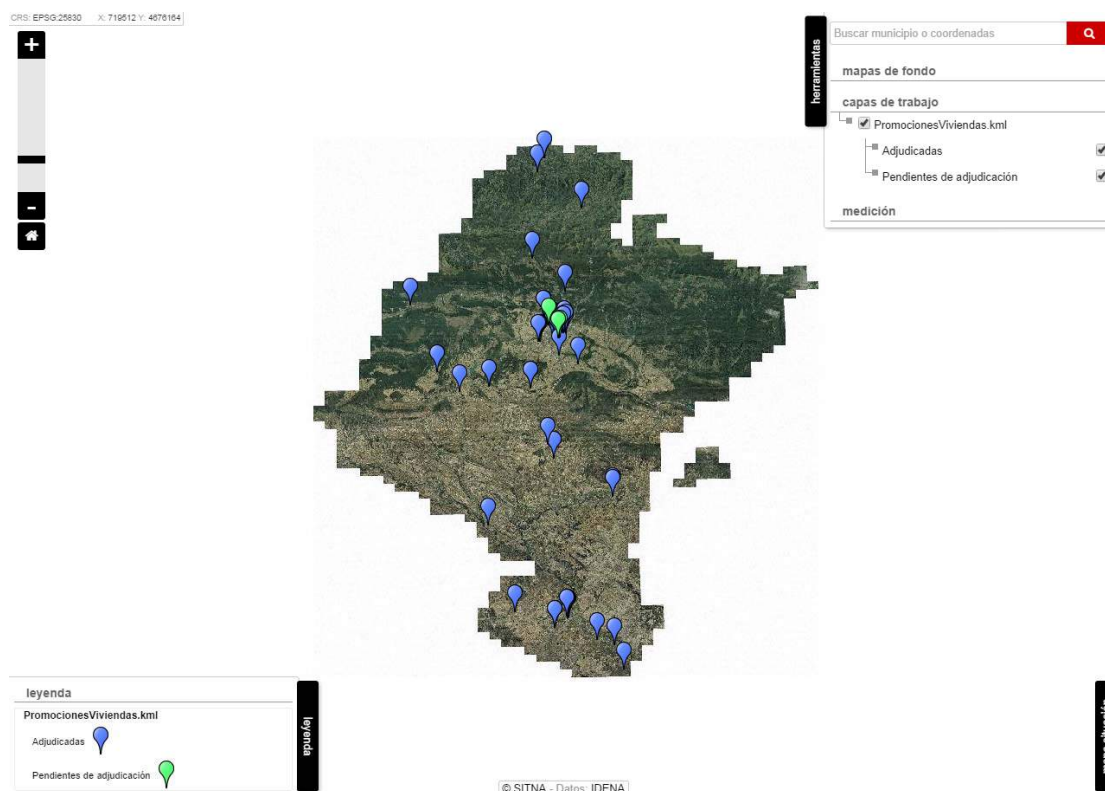 CRS: EPSG:25830 X: 719512 Y: 4676164
+
-
herramientas
Buscar municipio o coordenadas
mapas de fondo
capas de trabajo
PromocionesViviendas.kml
Adjudicadas
Pendientes de adjudicación
medición
leyenda
PromocionesViviendas.kml
Adjudicadas
Pendientes de adjudicación
leyenda
© SITNA - Datos: IDENA